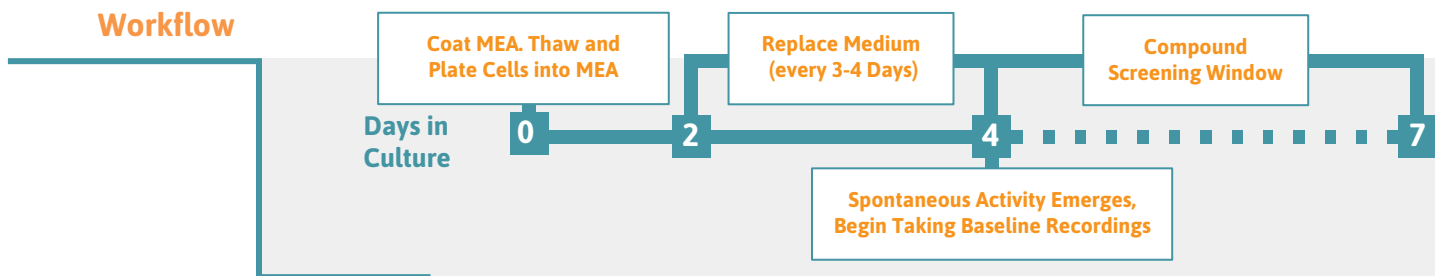 Workflow
Coat MEA. Thaw and
Plate Cells into MEA
Replace Medium
(every 3-4 Days)
Compound
Screening Window
Days in
Culture
0
2
4
7
Spontaneous Activity Emerges,
Begin Taking Baseline Recordings